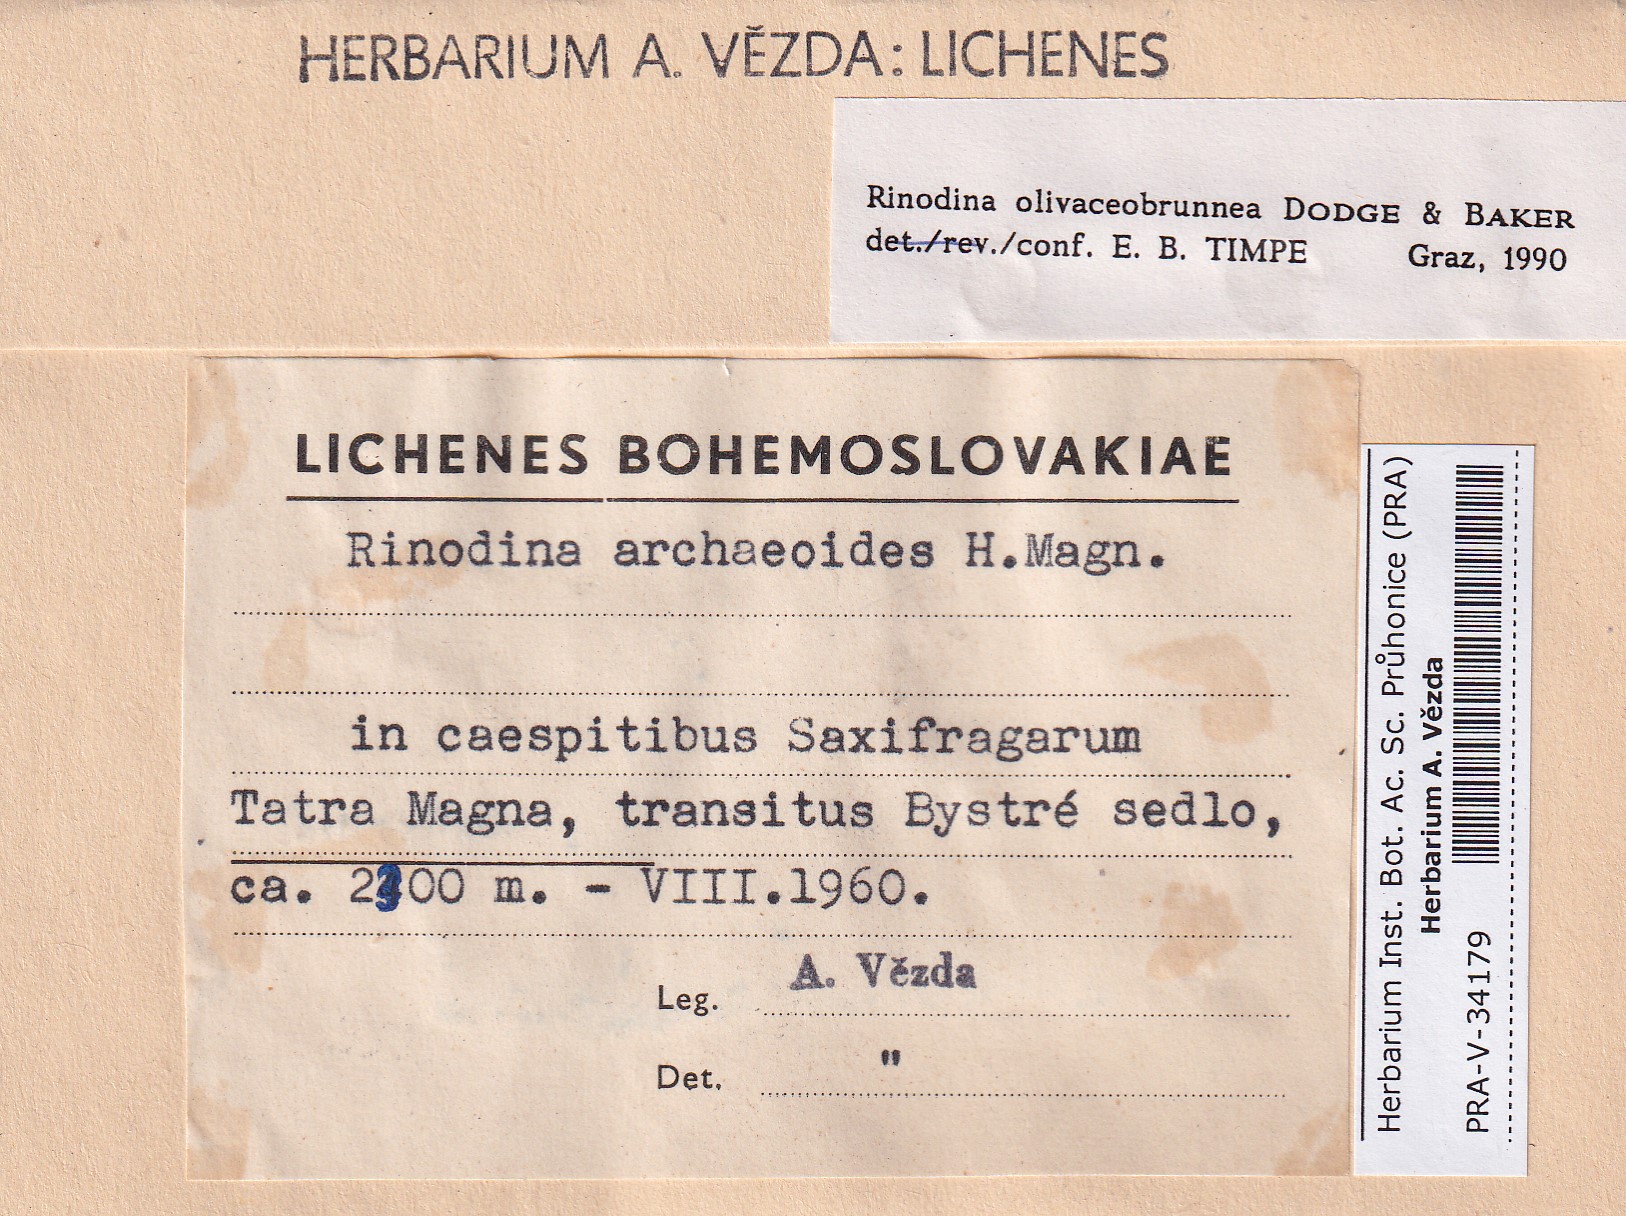 HERBARIUM A. VĚZDA: LICHENES
Rinodina olivaceobrunnea DODGE & BAKER
det./rev./conf. E. B. TIMPE Graz, 1990
LICHENES BOHEMOSLOVAKIAE
Rinodina archaeoides H.Magn.
in caespitibus Saxifragarum
Tatra Magna, transitus Bystré sedlo,
ca. 2300 m. - VIII.1960.
Leg. A. Vězda
Det. "
Herbarium Inst. Bot. Ac. Sc. Průhonice (PRA)
Herbarium A. Vězda
PRA-V-34179